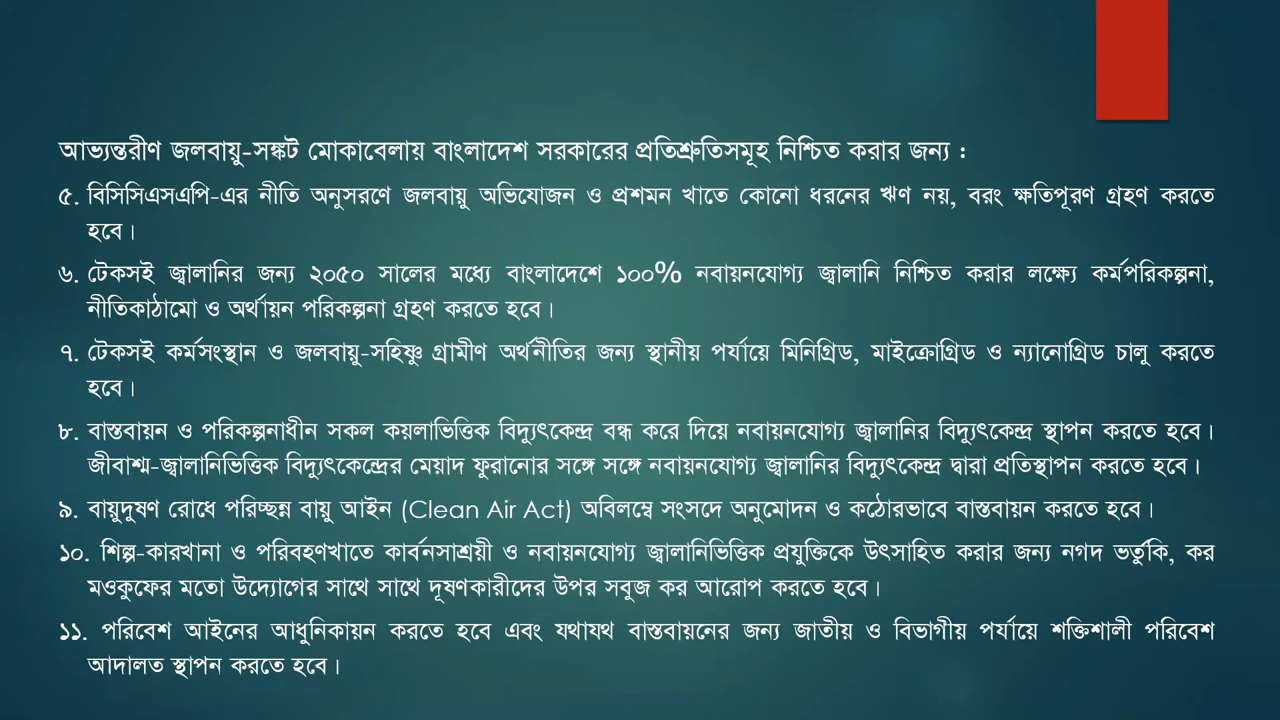 আভ্যন্তরীণ জলবায়ু-সঙ্কট মোকাবেলায় বাংলাদেশ সরকারের প্রতিশ্রুতিসমূহ নিশ্চিত করার জন্য :
৫. বিসিসিএসএপি-এর নীতি অনুসরণে জলবায়ু অভিযোজন ও প্রশমন খাতে কোনো ধরনের ঋণ নয়, বরং ক্ষতিপূরণ গ্রহণ করতে
হবে।
৬. টেকসই জ্বালানির জন্য ২০৫০ সালের মধ্যে বাংলাদেশে ১০০% নবায়নযোগ্য জ্বালানি নিশ্চিত করার লক্ষ্যে কর্মপরিকল্পনা,
নীতিকাঠামো ও অর্থায়ন পরিকল্পনা গ্রহণ করতে হবে।
৭. টেকসই কর্মসংস্থান ও জলবায়ু-সহিষ্ণু গ্রামীণ অর্থনীতির জন্য স্থানীয় পর্যায়ে মিনিগ্রিড, মাইক্রোগ্রিড ও ন্যানোগ্রিড চালু করতে
হবে।
৮. বাস্তবায়ন ও পরিকল্পনাধীন সকল কয়লাভিত্তিক বিদ্যুৎকেন্দ্র বন্ধ করে দিয়ে নবায়নযোগ্য জ্বালানির বিদ্যুৎকেন্দ্র স্থাপন করতে হবে।
জীবাশ্ম-জ্বালানিভিত্তিক বিদ্যুৎকেন্দ্রের মেয়াদ ফুরানোর সঙ্গে সঙ্গে নবায়নযোগ্য জ্বালানির বিদ্যুৎকেন্দ্র দ্বারা প্রতিস্থাপন করতে হবে।
৯. বায়ুদুষণ রোধে পরিচ্ছন্ন বায়ু আইন (Clean Air Act) অবিলম্বে সংসদে অনুমোদন ও কঠোরভাবে বাস্তবায়ন করতে হবে।
১০. শিল্প-কারখানা ও পরিবহণখাতে কার্বনসাশ্রয়ী ও নবায়নযোগ্য জ্বালানিভিত্তিক প্রযুক্তিকে উৎসাহিত করার জন্য নগদ ভর্তুকি, কর
মওকুফের মতো উদ্যোগের সাথে সাথে দূষণকারীদের উপর সবুজ কর আরোপ করতে হবে।
১১. পরিবেশ আইনের আধুনিকায়ন করতে হবে এবং যথাযথ বাস্তবায়নের জন্য জাতীয় ও বিভাগীয় পর্যায়ে শক্তিশালী পরিবেশ
আদালত স্থাপন করতে হবে।